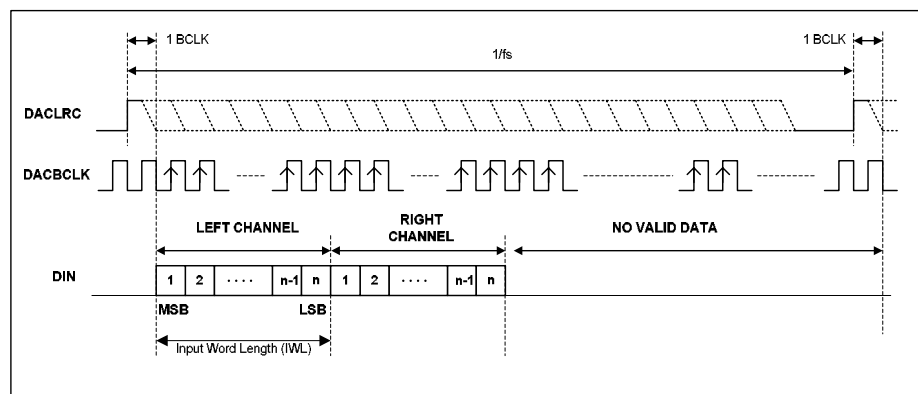 1 BCLK 1 BCLK
1/fs
DACLRC
DACBCLK
LEFT CHANNEL RIGHT CHANNEL NO VALID DATA
DIN 1 2 .... n-1 n 1 2 .... n-1 n
MSB LSB
Input Word Length (IWL)